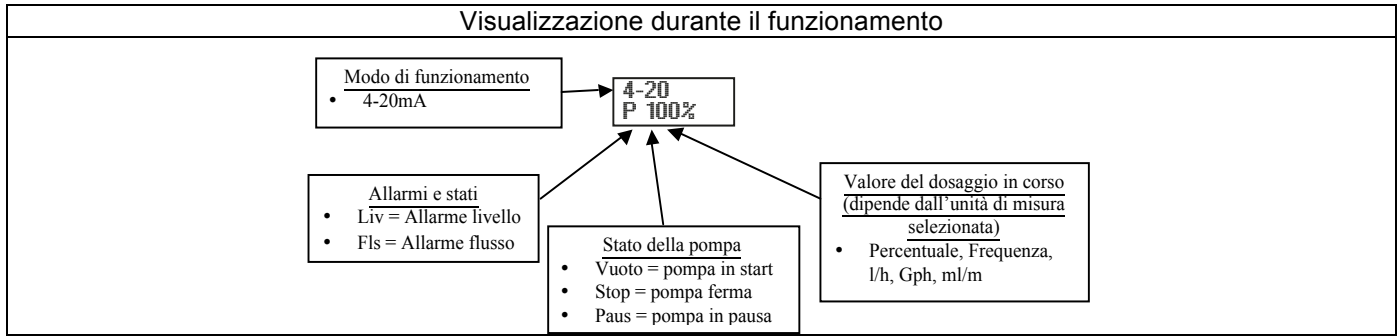 Visualizzazione durante il funzionamento
Modo di funzionamento
• 4-20mA
4-20
P 100%
Allarmi e stati
• Liv = Allarme livello
• Fls = Allarme flusso
Stato della pompa
• Vuoto = pompa in start
• Stop = pompa ferma
• Paus = pompa in pausa
Valore del dosaggio in corso
(dipende dall'unità di misura
selezionata)
• Percentuale, Frequenza,
l/h, Gph, ml/m